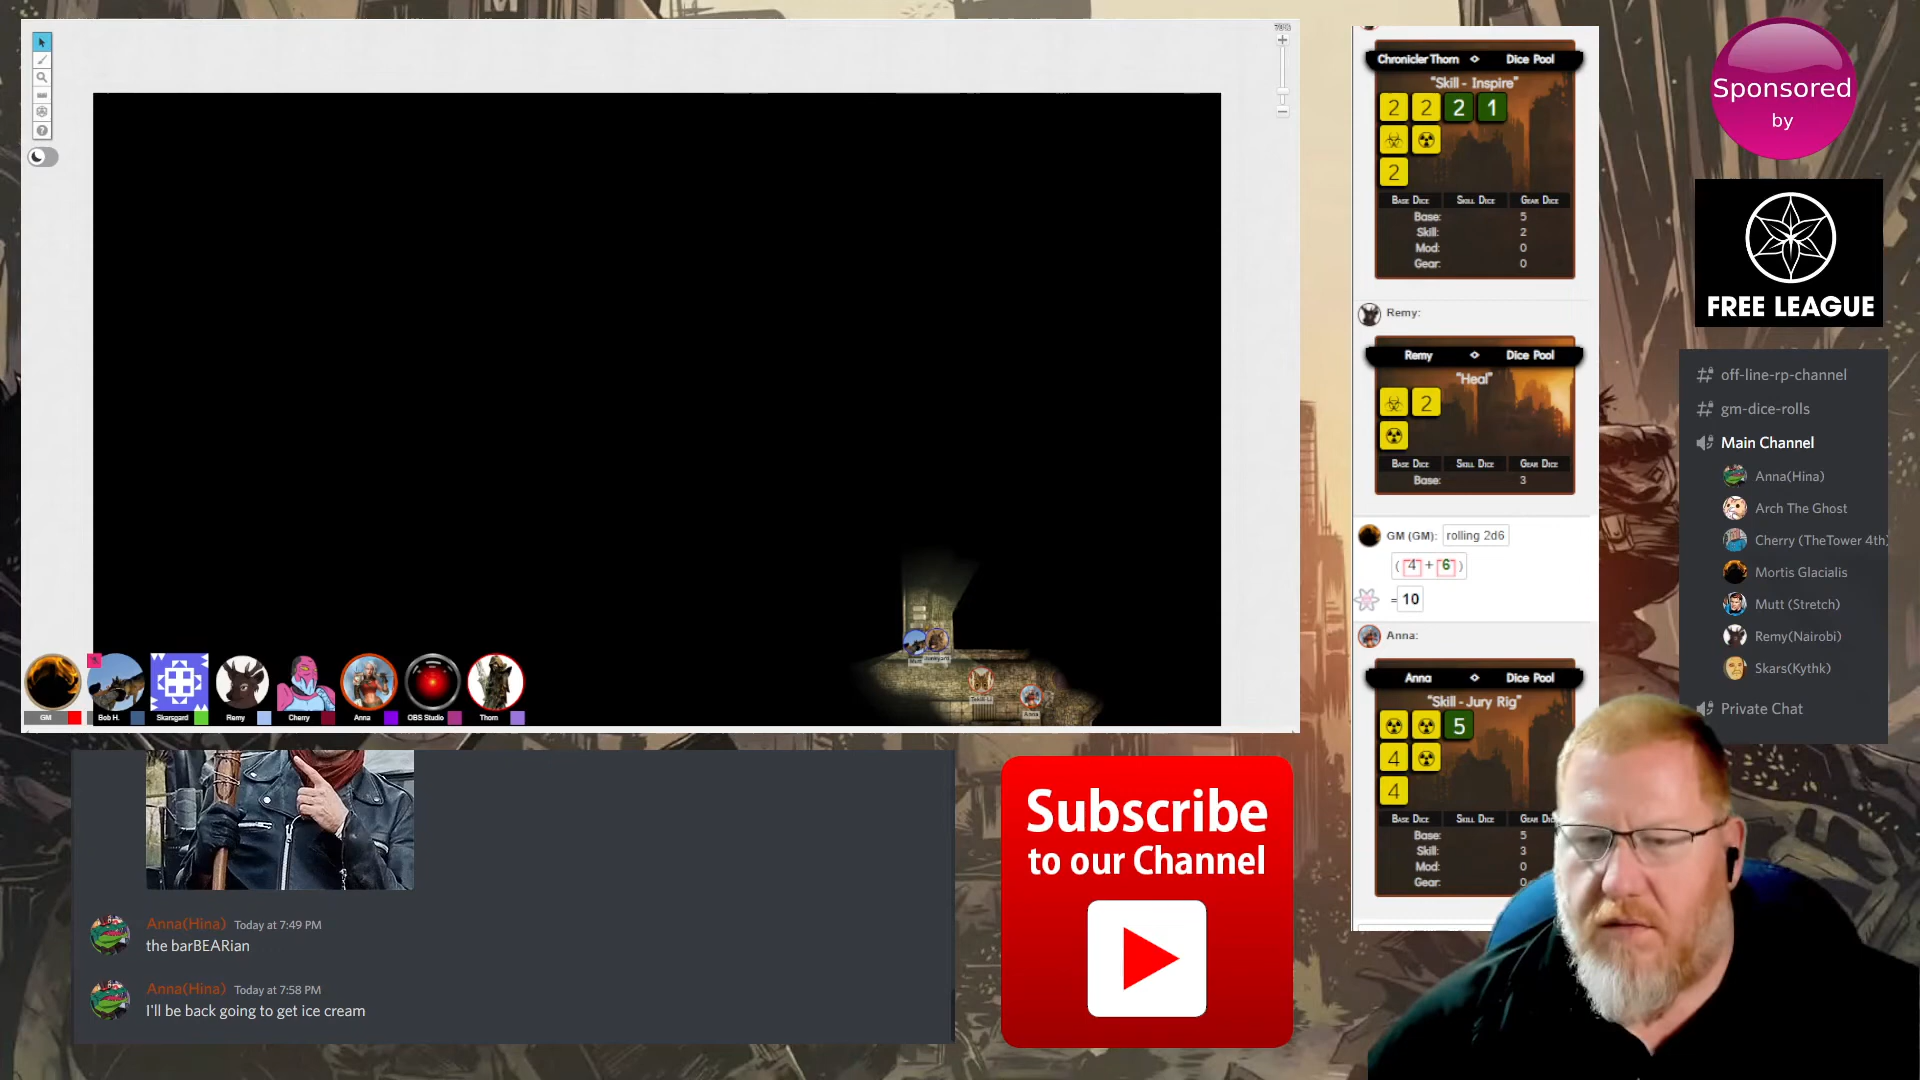 70%
Chronicler Thorn Dice Pool
"Skill - Inspire"
2 2 2 1
2
Base Dice Skill Dice Gear Dice
Base: 5
Skill: 2
Mod: 0
Gear: 0
Remy:
Remy Dice Pool
"Heal"
2
Base Dice Skill Dice Gear Dice
Base: 3
GM (GM): rolling 2d6
(4+6)
=10
Anna:
Anna Dice Pool
"Skill - Jury Rig"
5
4
4
Base Dice Skill Dice Gear
Base: 5
Skill: 3
Mod: 0
Gear: 0
Sponsored
by
FREE LEAGUE
off-line-rp-channel
gm-dice-rolls
Main Channel
Anna(Hina)
Arch The Ghost
Cherry (TheTower 4th)
Mortis Glacialis
Mutt (Stretch)
Remy(Nairobi)
Skars(Kythk)
Private Chat
Mutt
Anna
GM Bob H. Skarsgard Remy Cherry Anna OBS Studio Thorn
Anna(Hina) Today at 7:49 PM
the barBEARian
Anna(Hina) Today at 7:58 PM
I'll be back going to get ice cream
Subscribe
to our Channel